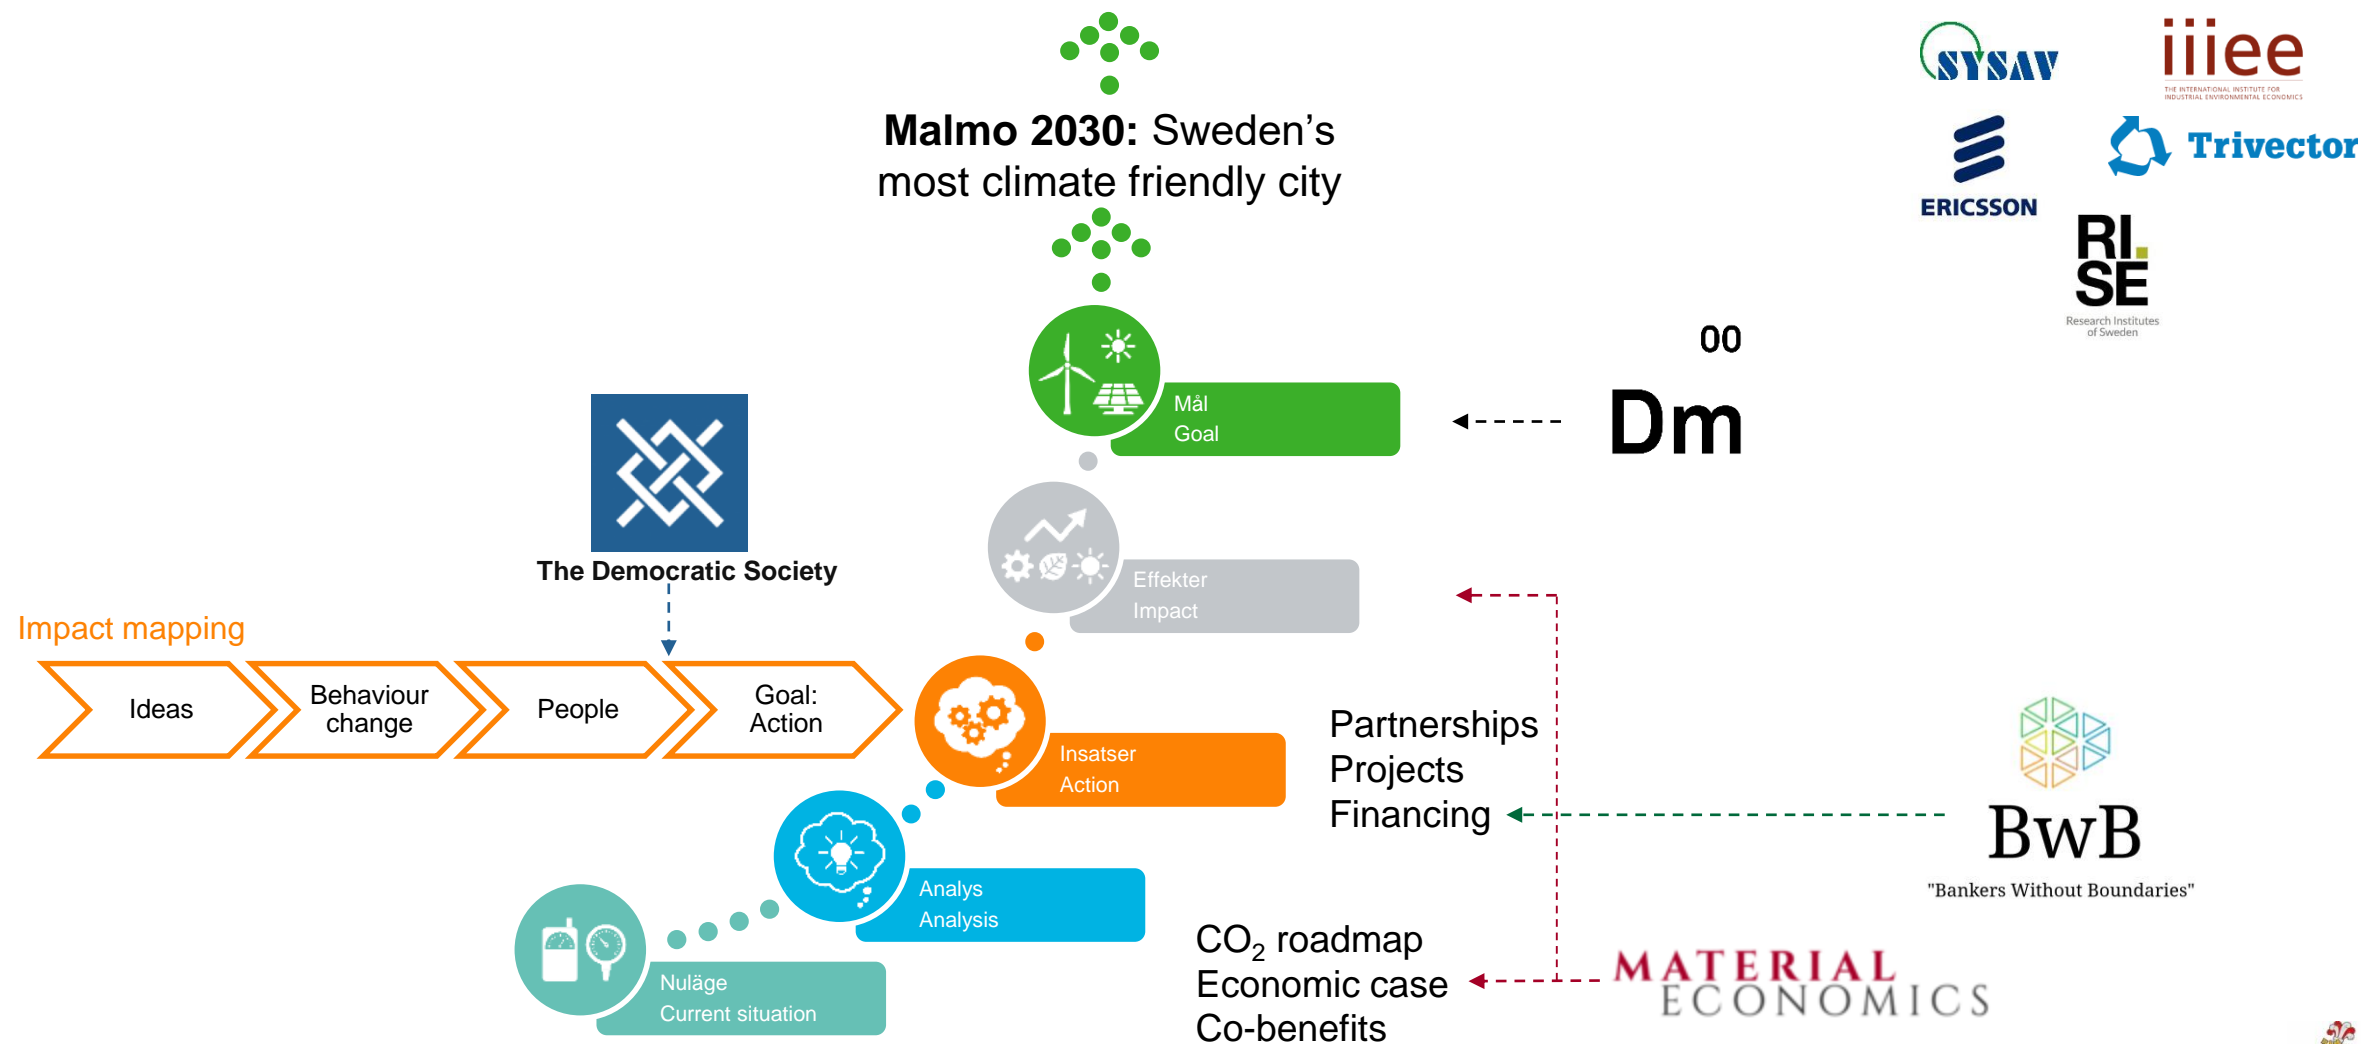 SYSAV
iiiee
THE INTERNATIONAL INSTITUTE FOR
INDUSTRIAL ENVIRONMENTAL ECONOMICS
Malmo 2030: Sweden's
most climate friendly city
ERICSSON
Trivector
RI.
SE
Research Institutes
of Sweden
Mål
Goal
oo
Dm
The Democratic Society
Effekter
Impact
Impact mapping
Ideas
Behaviour
change
People
Goal:
Action
Insatser
Action
Partnerships
Projects
Financing
BwB
"Bankers Without Boundaries"
Analys
Analysis
Nuläge
Current situation
CO₂ roadmap
Economic case
Co-benefits
MATERIAL
ECONOMICS